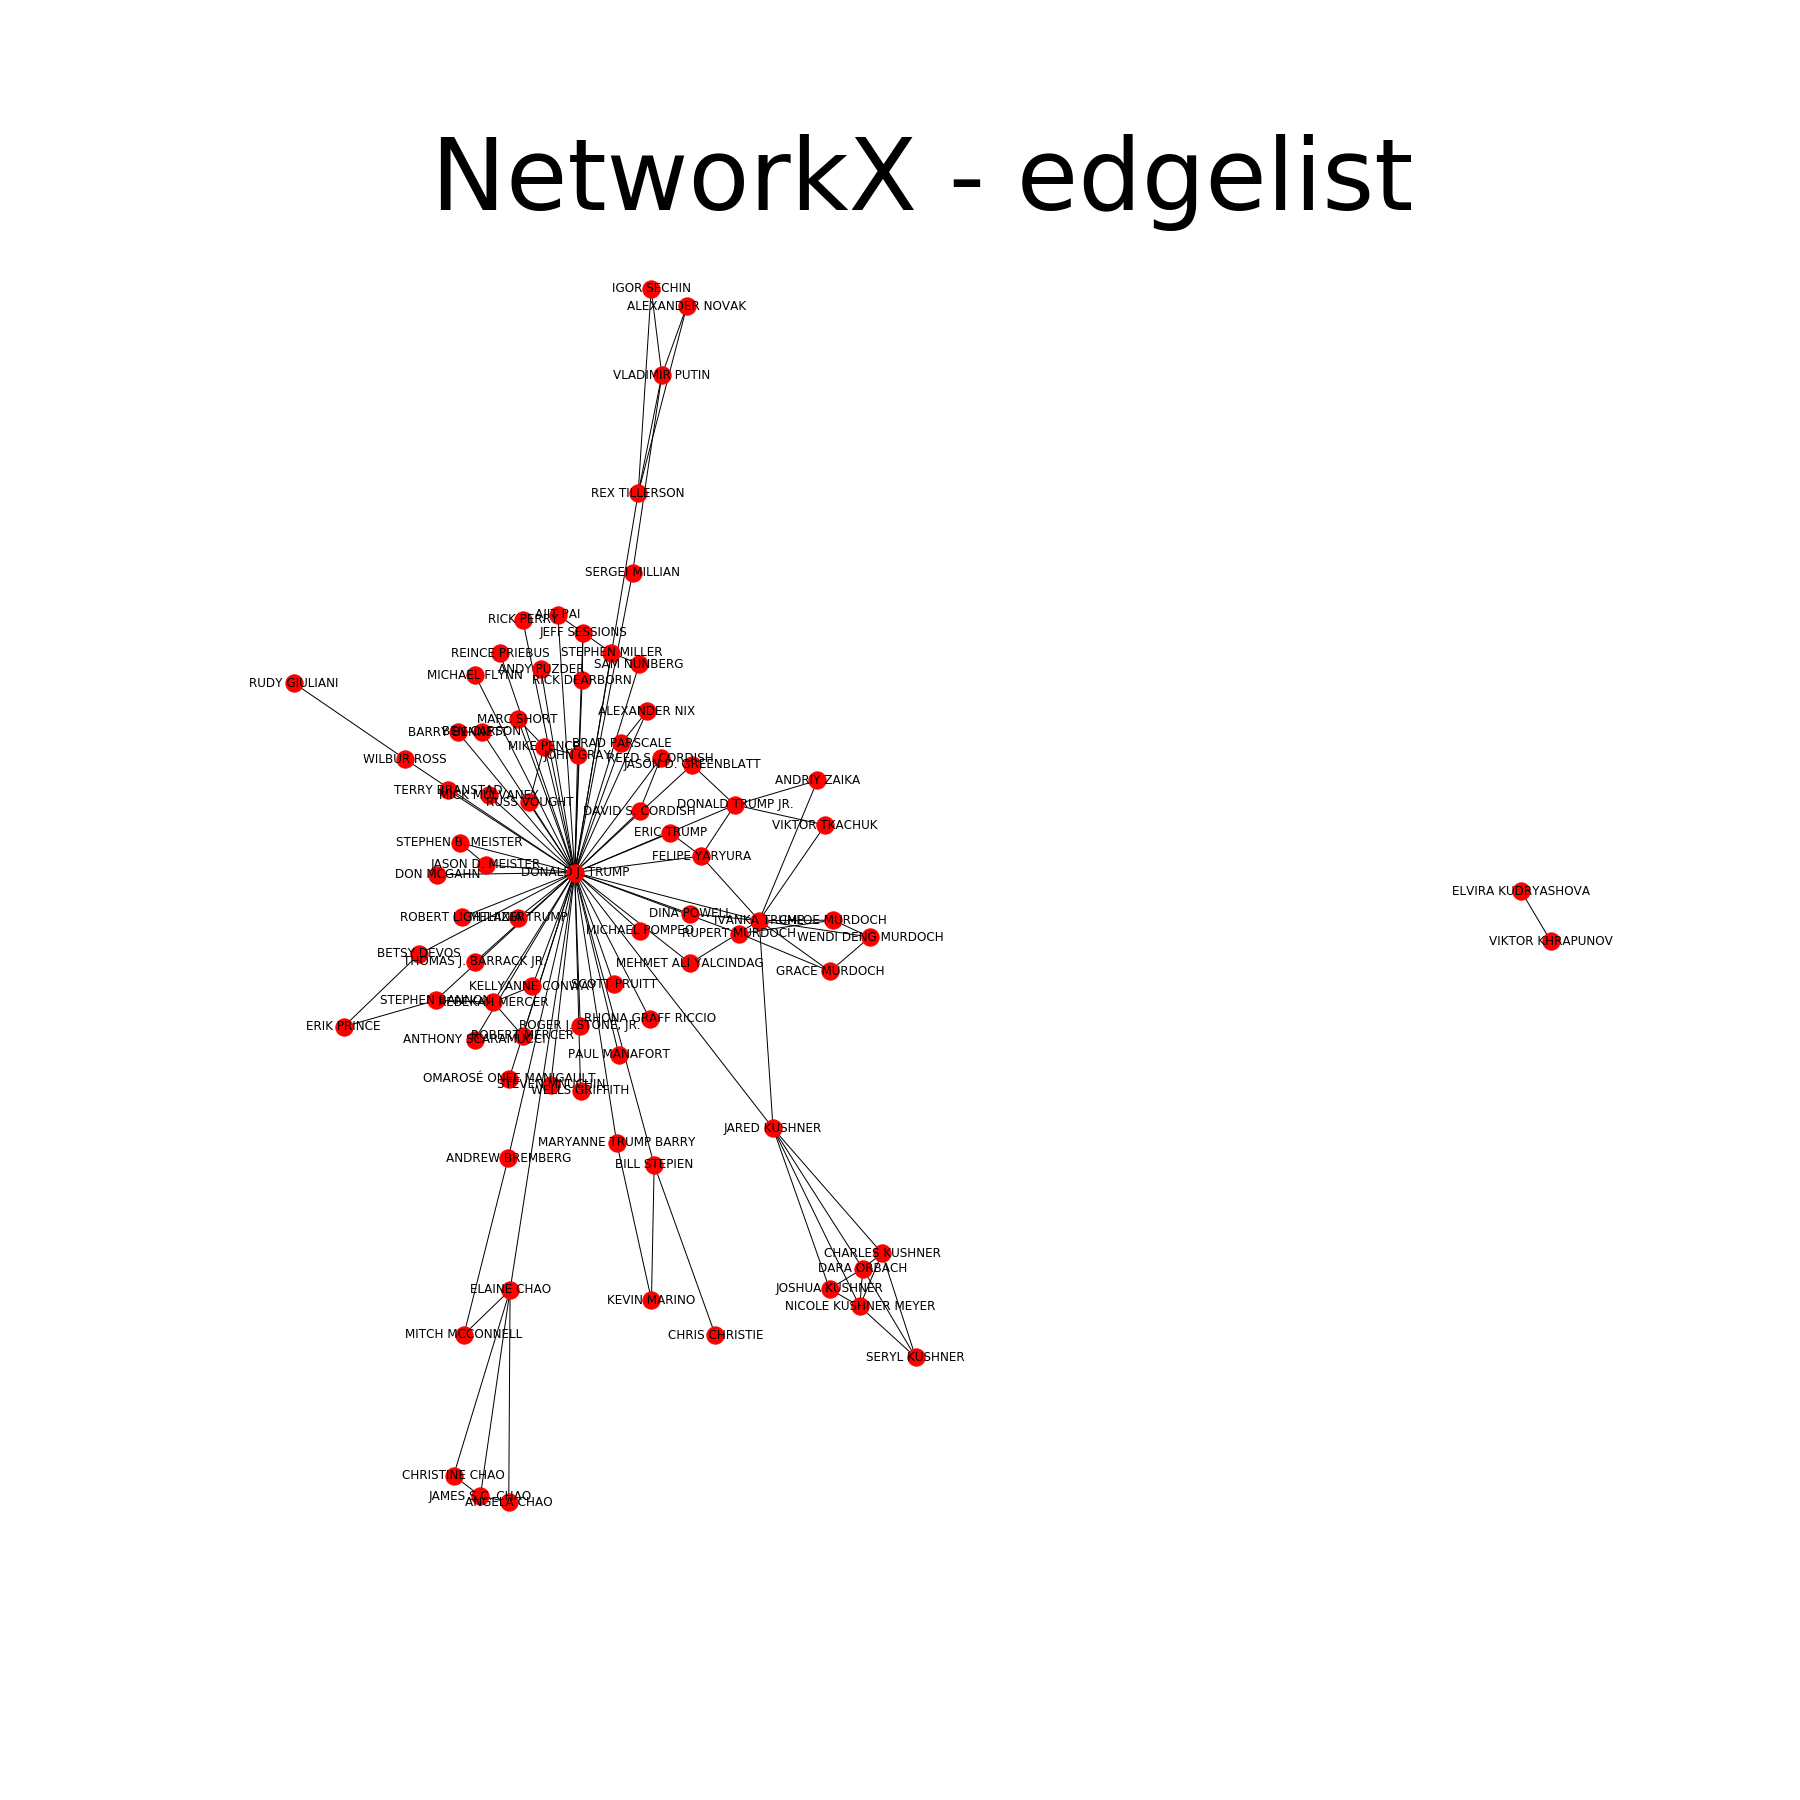 NetworkX - edgelist
IGOR SECHIN
ALEXANDER NOVAK
VLADIMIR PUTIN
REX TILLERSON
SERGEI MILLIAN
AJIT PAI
RICK PERRY
JEFF SESSIONS
REINCE PRIEBUS
STEPHEN MILLER
SAM NUNBERG
ANDY PUZDER
MICHAEL FLYNN
RICK DEARBORN
RUDY GIULIANI
ALEXANDER NIX
MARC SHORT
BARRY BENNETT
BEN CARSON
BRAD PARSCALE
MIKE PENCE
JOHN GRAY
REED S. CORDISH
WILBUR ROSS
JASON D. GREENBLATT
ANDRIY ZAIKA
TERRY BRANSTAD
MICK MULVANEY
RUSS VOUGHT
DONALD TRUMP JR.
DAVID S. CORDISH
VIKTOR TKACHUK
ERIC TRUMP
STEPHEN B. MEISTER
FELIPE YARYURA
JASON D. MEISTER
DON MCGAHN
DONALD J. TRUMP
ELVIRA KUDRYASHOVA
DINA POWELL
ROBERT LIGHTHIZER
MELANIA TRUMP
IVANKA TRUMP
CHLOE MURDOCH
MICHAEL POMPEO
RUPERT MURDOCH
WENDI DENG MURDOCH
VIKTOR KHRAPUNOV
BETSY DEVOS
THOMAS J. BARRACK JR.
MEHMET ALI YALCINDAG
GRACE MURDOCH
KELLYANNE CONWAY
SCOTT PRUITT
STEPHEN BANNON
REBEKAH MERCER
RHONA GRAFF RICCIO
ERIK PRINCE
ROGER J. STONE, JR.
ROBERT MERCER
ANTHONY SCARAMUCCI
PAUL MANAFORT
OMAROSÉ ONEE MANIGAULT
STEVEN MNUCHIN
WELLS GRIFFITH
JARED KUSHNER
MARYANNE TRUMP BARRY
ANDREW BREMBERG
BILL STEPIEN
CHARLES KUSHNER
DARA ORBACH
ELAINE CHAO
JOSHUA KUSHNER
KEVIN MARINO
NICOLE KUSHNER MEYER
MITCH MCCONNELL
CHRIS CHRISTIE
SERYL KUSHNER
CHRISTINE CHAO
JAMES S.C. CHAO
ANGELA CHAO